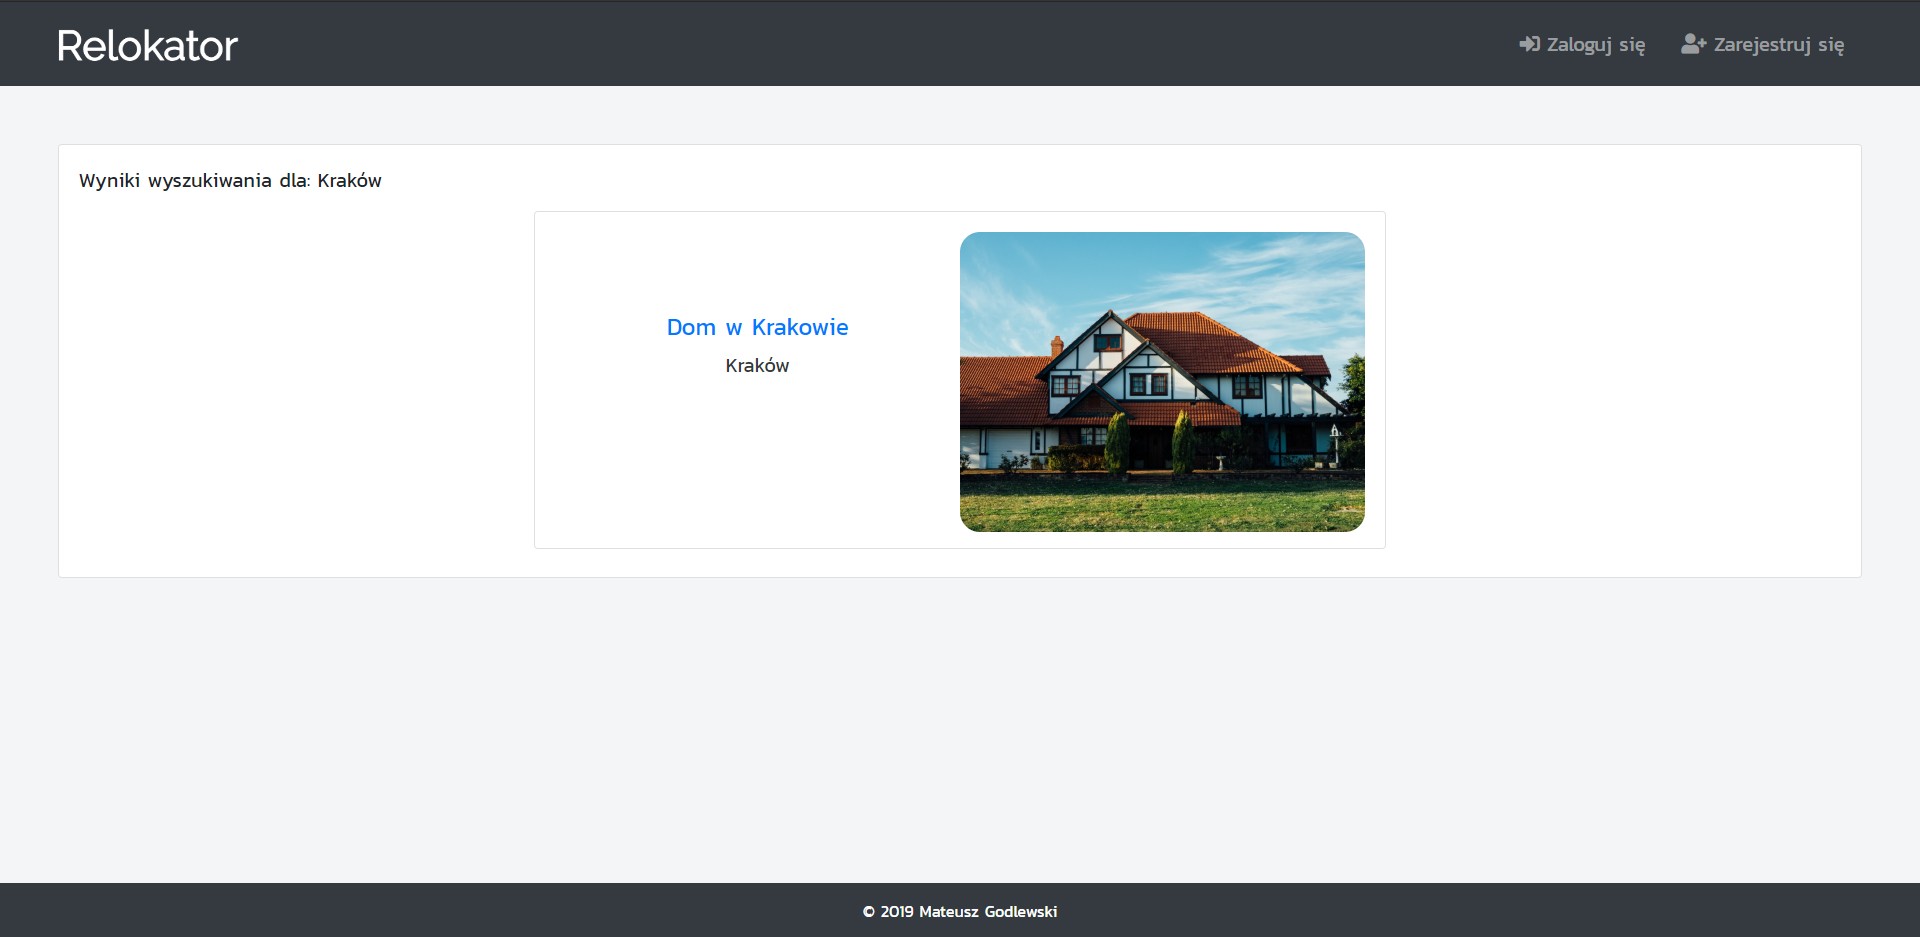 Relokator
Zaloguj się
Zarejestruj się
Wyniki wyszukiwania dla: Kraków
Dom w Krakowie
Kraków
© 2019 Mateusz Godlewski